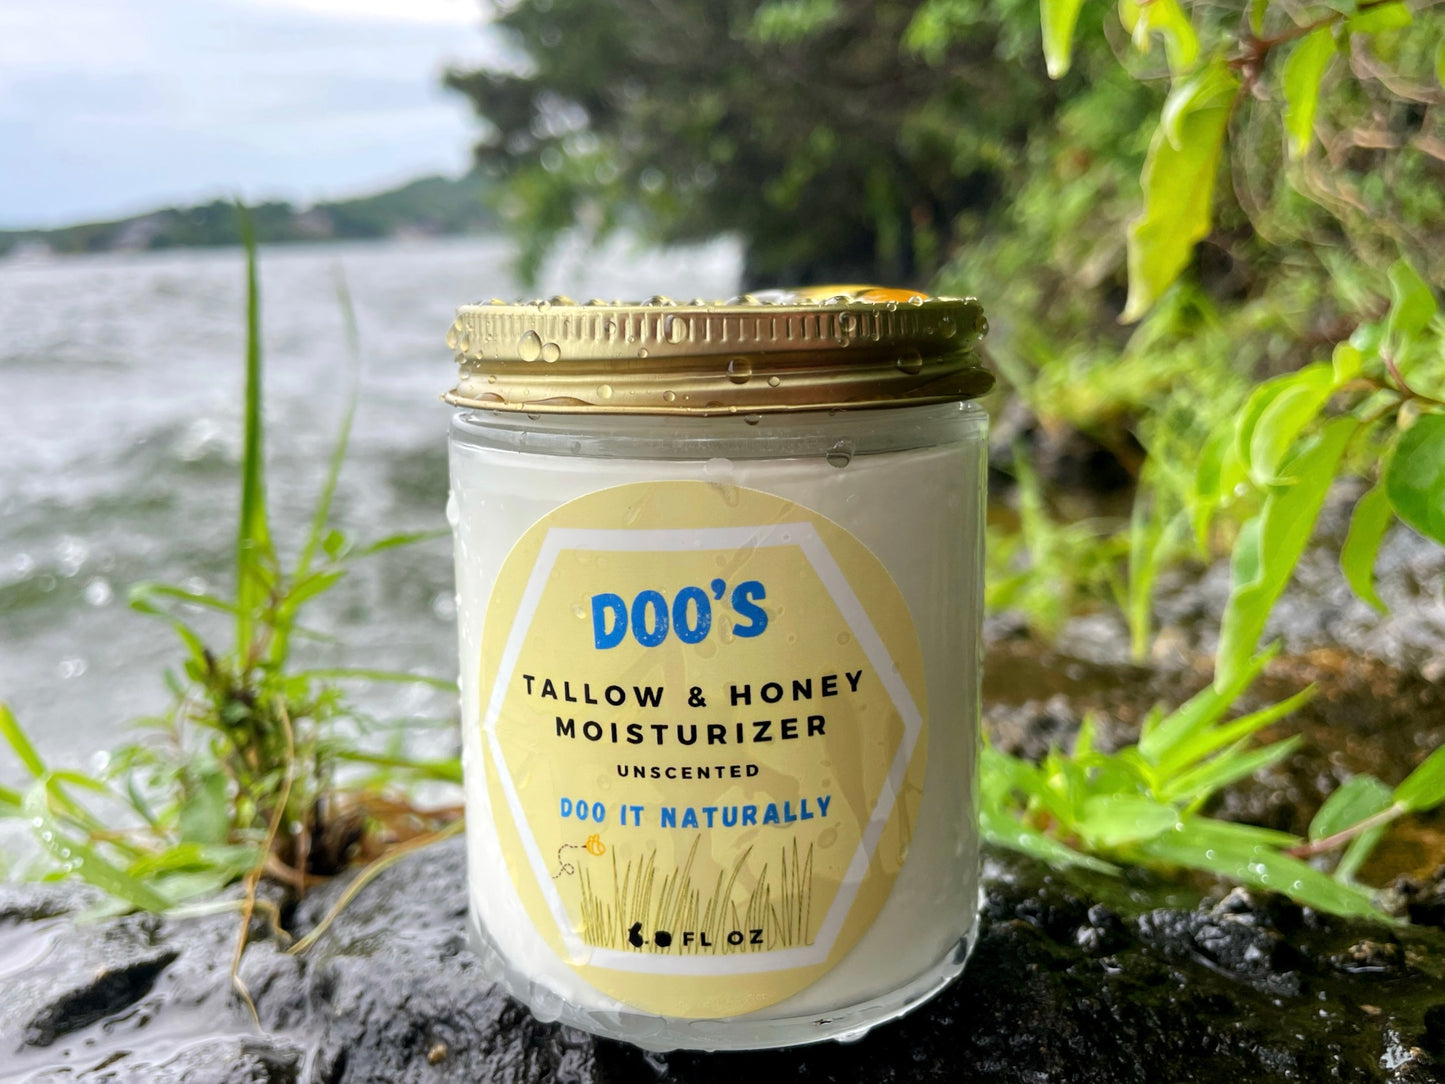 DOO'S
TALLOW & HONEY
MOISTURIZER
UNSCENTED
DOO IT NATURALLY
FL OZ